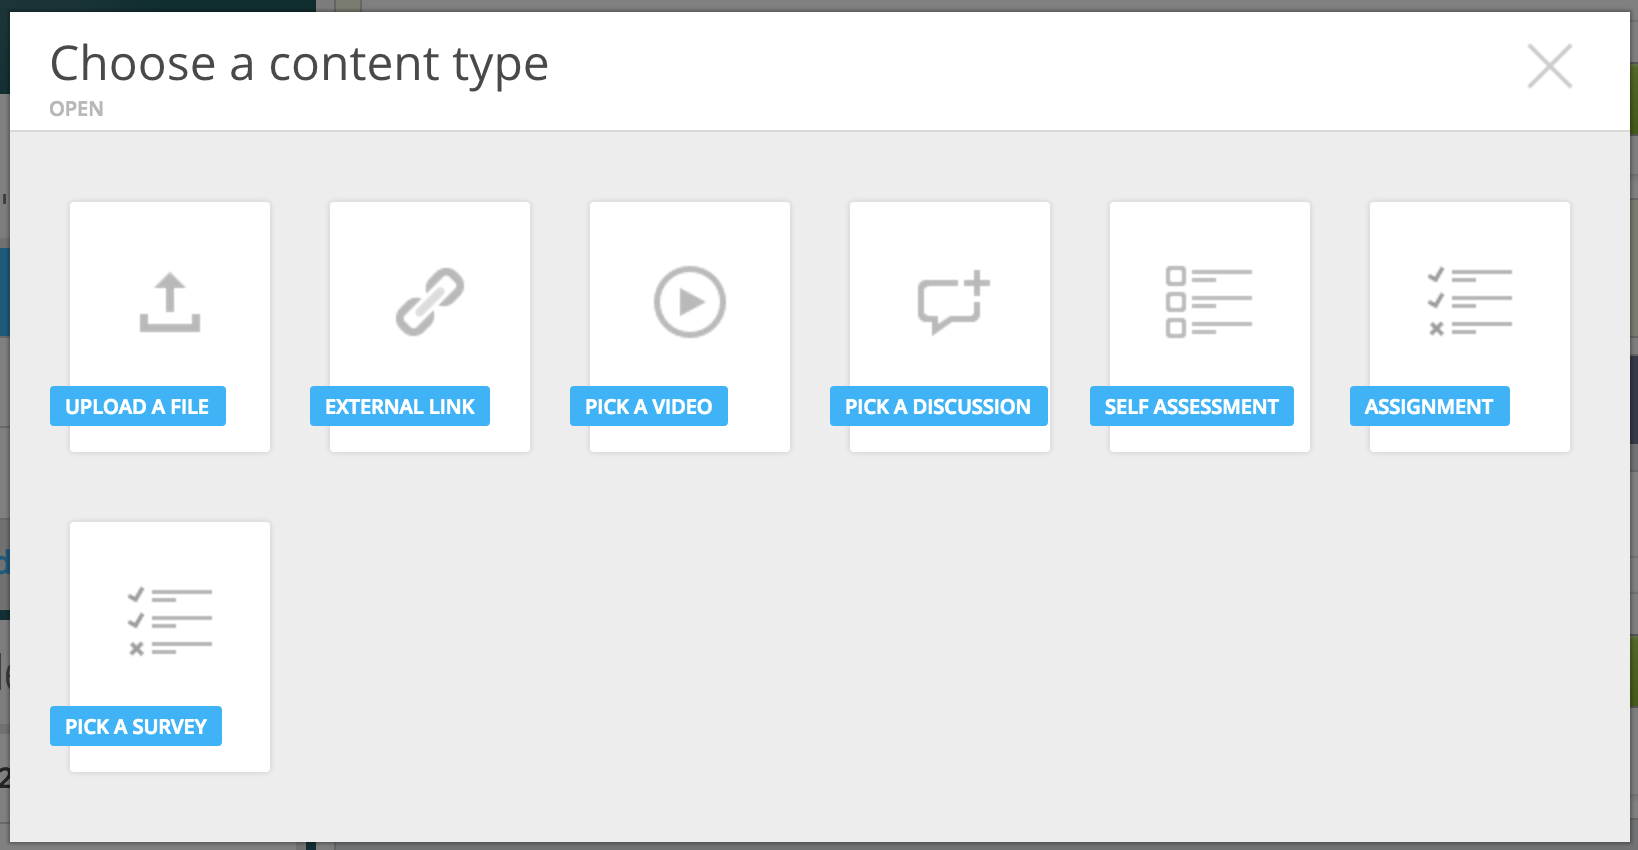 Choose a content type
OPEN
UPLOAD A FILE
EXTERNAL LINK
PICK A VIDEO
PICK A DISCUSSION
SELF ASSESSMENT
ASSIGNMENT
PICK A SURVEY